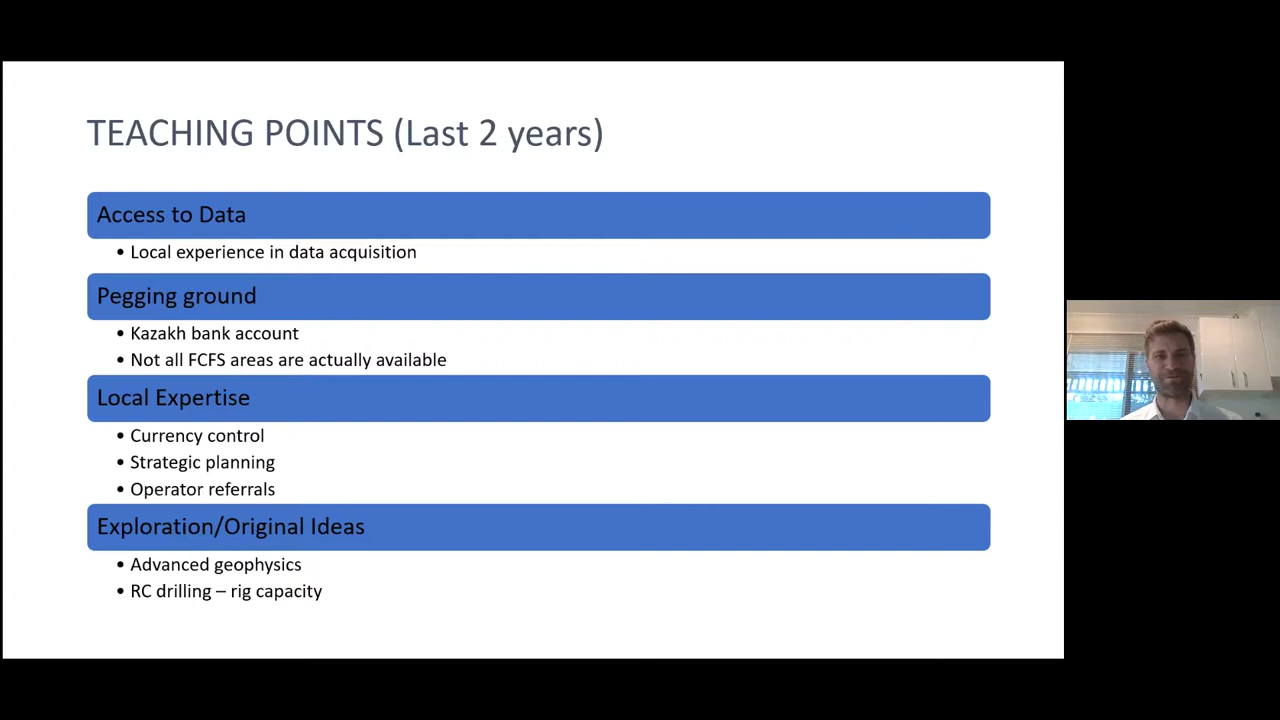 TEACHING POINTS (Last 2 years)
Access to Data
• Local experience in data acquisition
Pegging ground
• Kazakh bank account
• Not all FCFS areas are actually available
Local Expertise
• Currency control
• Strategic planning
• Operator referrals
Exploration/Original Ideas
• Advanced geophysics
• RC drilling – rig capacity